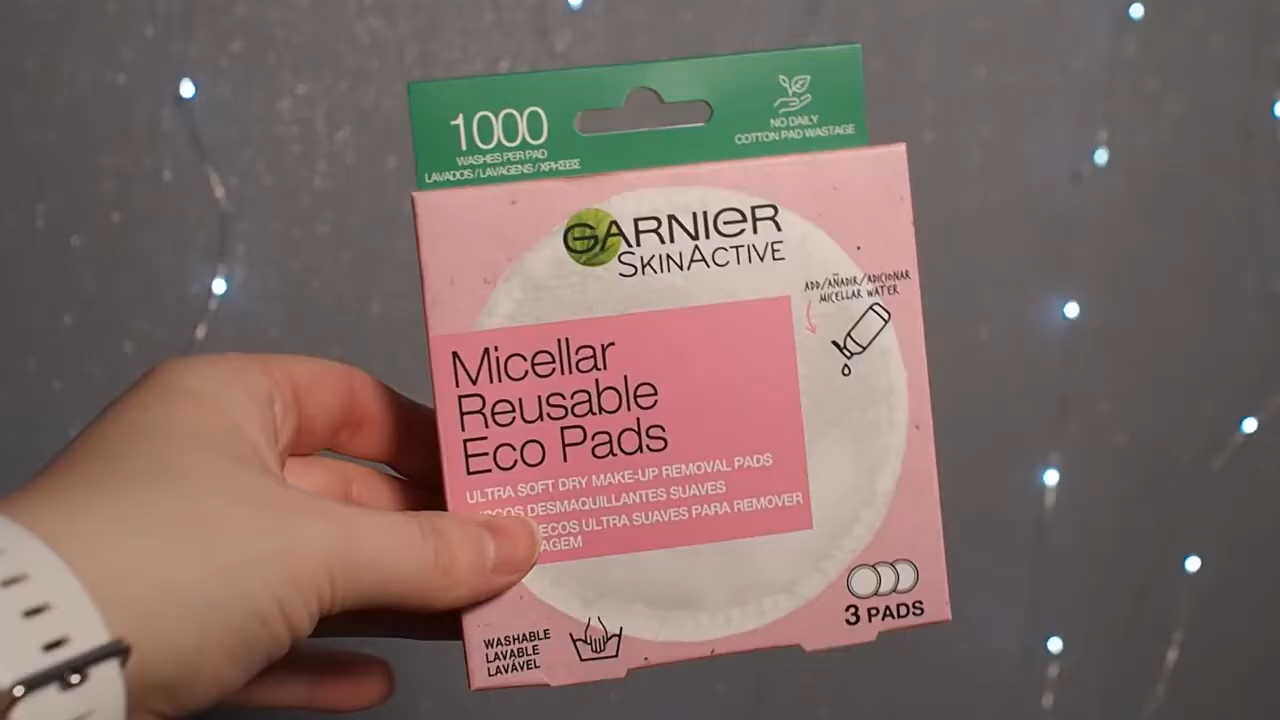 1000
WASHES PER PAD
LAVADOS / LAVAGENS / ΧΡΗΣΕΙΣ
NO DAILY
COTTON PAD WASTAGE
GARNIER
SKINACTIVE
ADD/AÑADIR/ADICIONAR
MICELLAR WATER
Micellar
Reusable
Eco Pads
ULTRA SOFT DRY MAKE-UP REMOVAL PADS
DESMAQUILLANTES SUAVES
ECOS ULTRA SUAVES PARA REMOVER
AGEM
WASHABLE
LAVABLE
LAVÁVEL
3 PADS